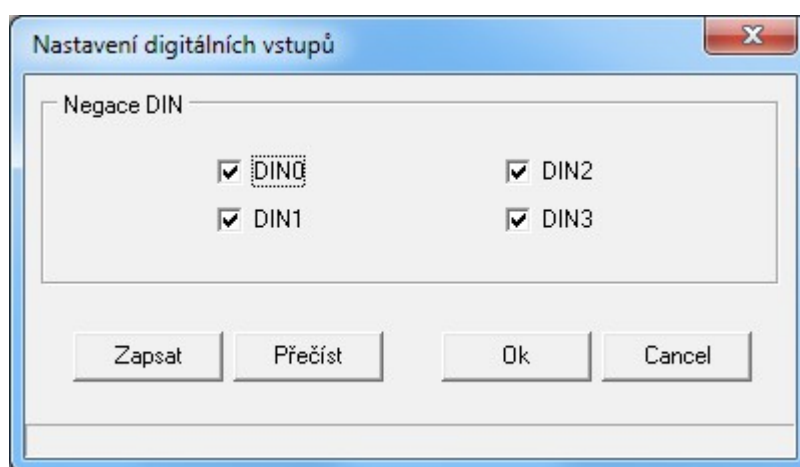 Nastavení digitálních vstupů
Negace DIN
DIN0 DIN2
DIN1 DIN3
Zapsat Přečíst Ok Cancel